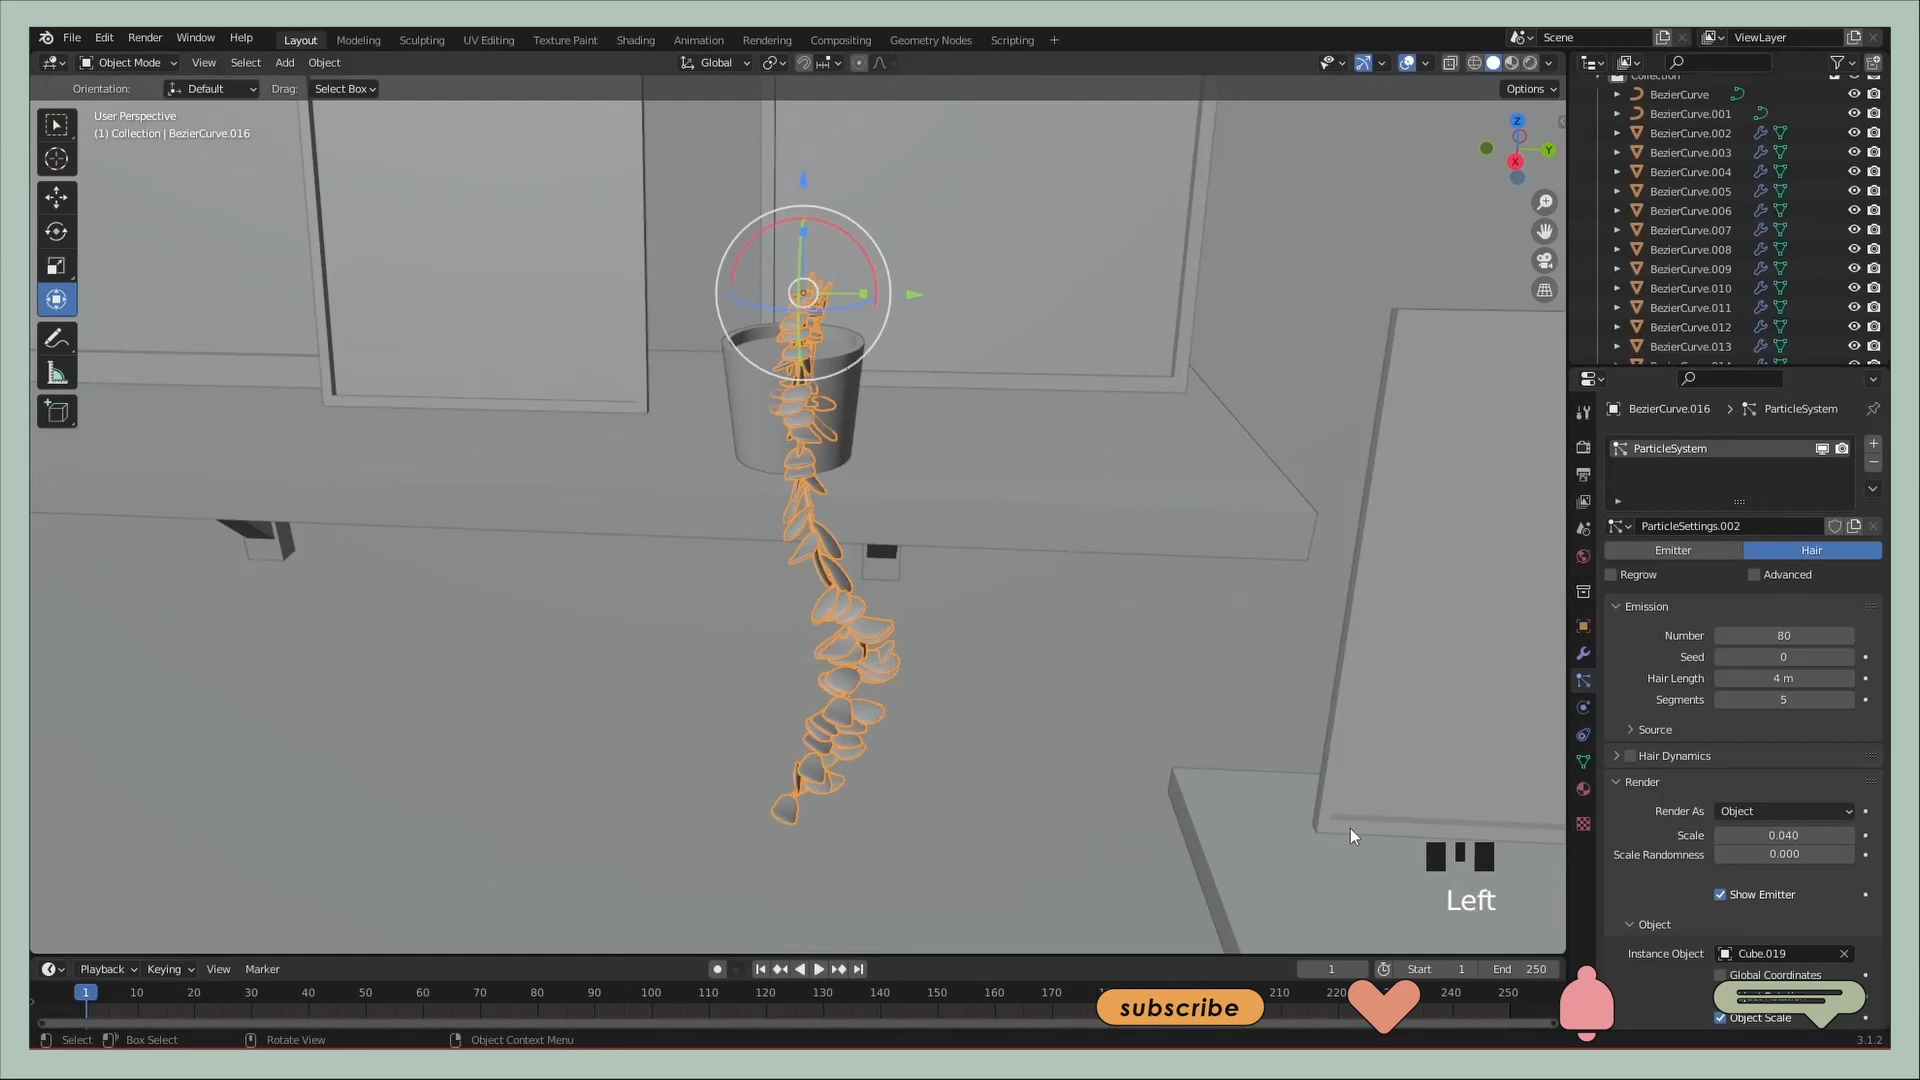 File Edit Render Window Help Layout Modeling Sculpting UV Editing Texture Paint Shading Animation Rendering Compositing Geometry Nodes Scripting + Scene ViewLayer
Object Mode View Select Add Object Global
Orientation: Default Drag: Select Box Options
User Perspective
(1) Collection | BezierCurve.016
Z
Y
X
Collection
BezierCurve
BezierCurve.001
BezierCurve.002
BezierCurve.003
BezierCurve.004
BezierCurve.005
BezierCurve.006
BezierCurve.007
BezierCurve.008
BezierCurve.009
BezierCurve.010
BezierCurve.011
BezierCurve.012
BezierCurve.013
BezierCurve.016 > ParticleSystem
ParticleSystem
ParticleSettings.002
Emitter Hair
Regrow Advanced
Emission
Number 80
Seed 0
Hair Length 4 m
Segments 5
Source
Hair Dynamics
Render
Render As Object
Scale 0.040
Scale Randomness 0.000
Show Emitter
Object
Instance Object Cube.019
Global Coordinates
Object Scale
Left
Playback Keying View Marker 1 Start 1 End 250
1 10 20 30 40 50 60 70 80 90 100 110 120 130 140 150 160 170 210 220 240 250
subscribe
Select Box Select Rotate View Object Context Menu 3.1.2